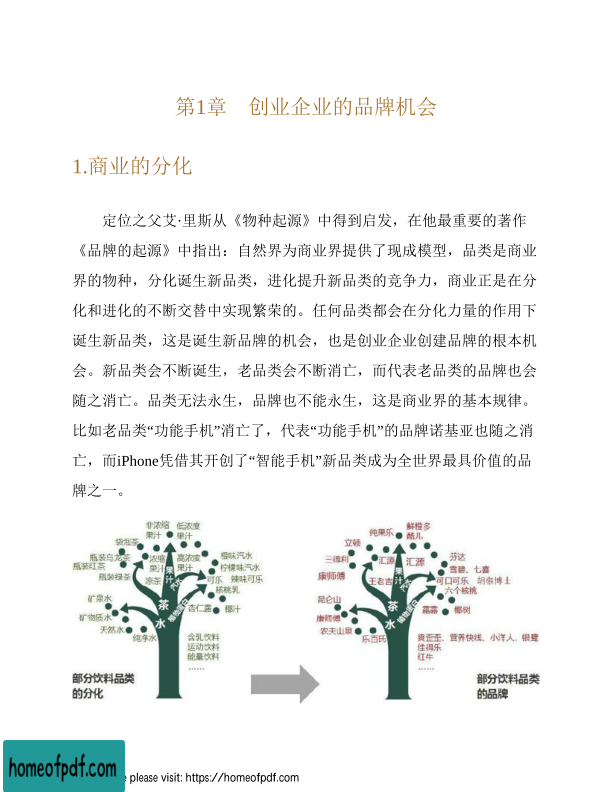 第1章　创业企业的品牌机会
1.商业的分化
定位之父艾·里斯从《物种起源》中得到启发，在他最重要的著作
《品牌的起源》中指出：自然界为商业界提供了现成模型，品类是商业
界的物种，分化诞生新品类，进化提升新品类的竞争力，商业正是在分
化和进化的不断交替中实现繁荣的。任何品类都会在分化力量的作用下
诞生新品类，这是诞生新品牌的机会，也是创业企业创建品牌的根本机
会。新品类会不断诞生，老品类会不断消亡，而代表老品类的品牌也会
随之消亡。品类无法永生，品牌也不能永生，这是商业界的基本规律。
比如老品类“功能手机”消亡了，代表“功能手机”的品牌诺基亚也随之消
亡，而iPhone凭借其开创了“智能手机”新品类成为全世界最具价值的品
牌之一。
非浓缩
果汁
低浓度
果汁
袋泡茶
瓶装乌龙茶
瓶装红茶
瓶装绿茶
浓缩
果汁
高浓度
果汁
凉茶
橙味汽水
柠檬味汽水
可乐 辣味可乐
核桃乳
杏仁露
椰汁
矿泉水
矿物质水
天然水
纯净水
果汁
汽水
茶
水
植物蛋白
含乳饮料
运动饮料
能量饮料
……
部分饮料品类
的分化
纯果乐
鲜橙多
酷儿
立顿
三得利
康师傅
汇源
汇源
王老吉
芬达
雪碧、七喜
可口可乐 胡椒博士
六个核桃
露露
椰树
昆仑山
康师傅
农夫山泉
乐百氏
果汁
汽水
茶
水
植物蛋白
爽歪歪、营养快线、小洋人、银鹭
佳得乐
红牛
……
部分饮料品类
的品牌
homeofpdf.com
e please visit: https://homeofpdf.com